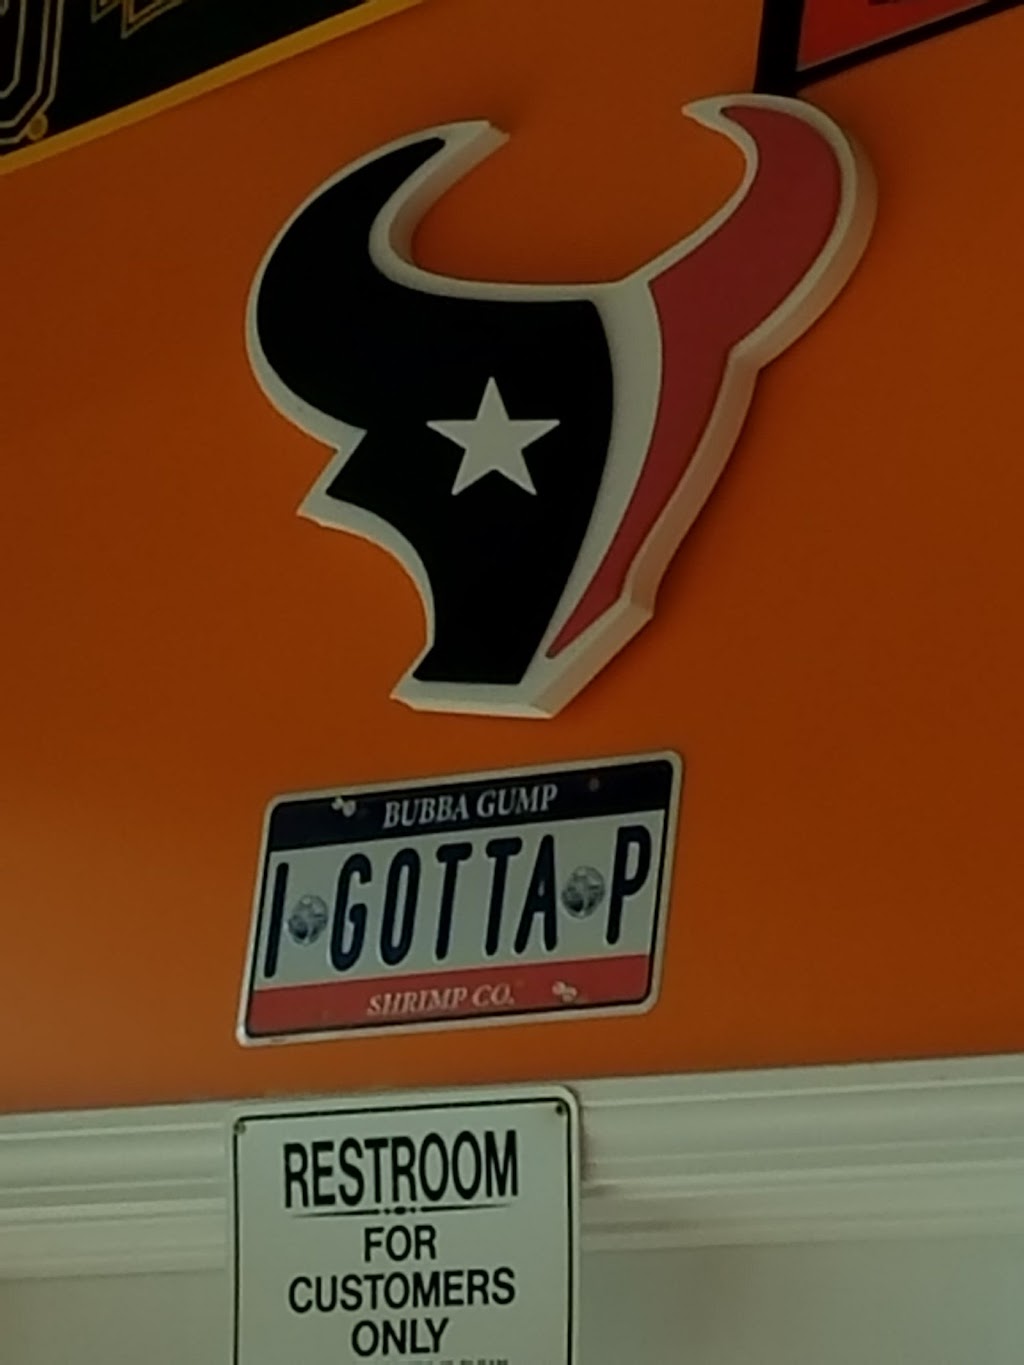 BUBBA GUMP
I GOTTA P
SHRIMP CO.
RESTROOM
FOR
CUSTOMERS
ONLY